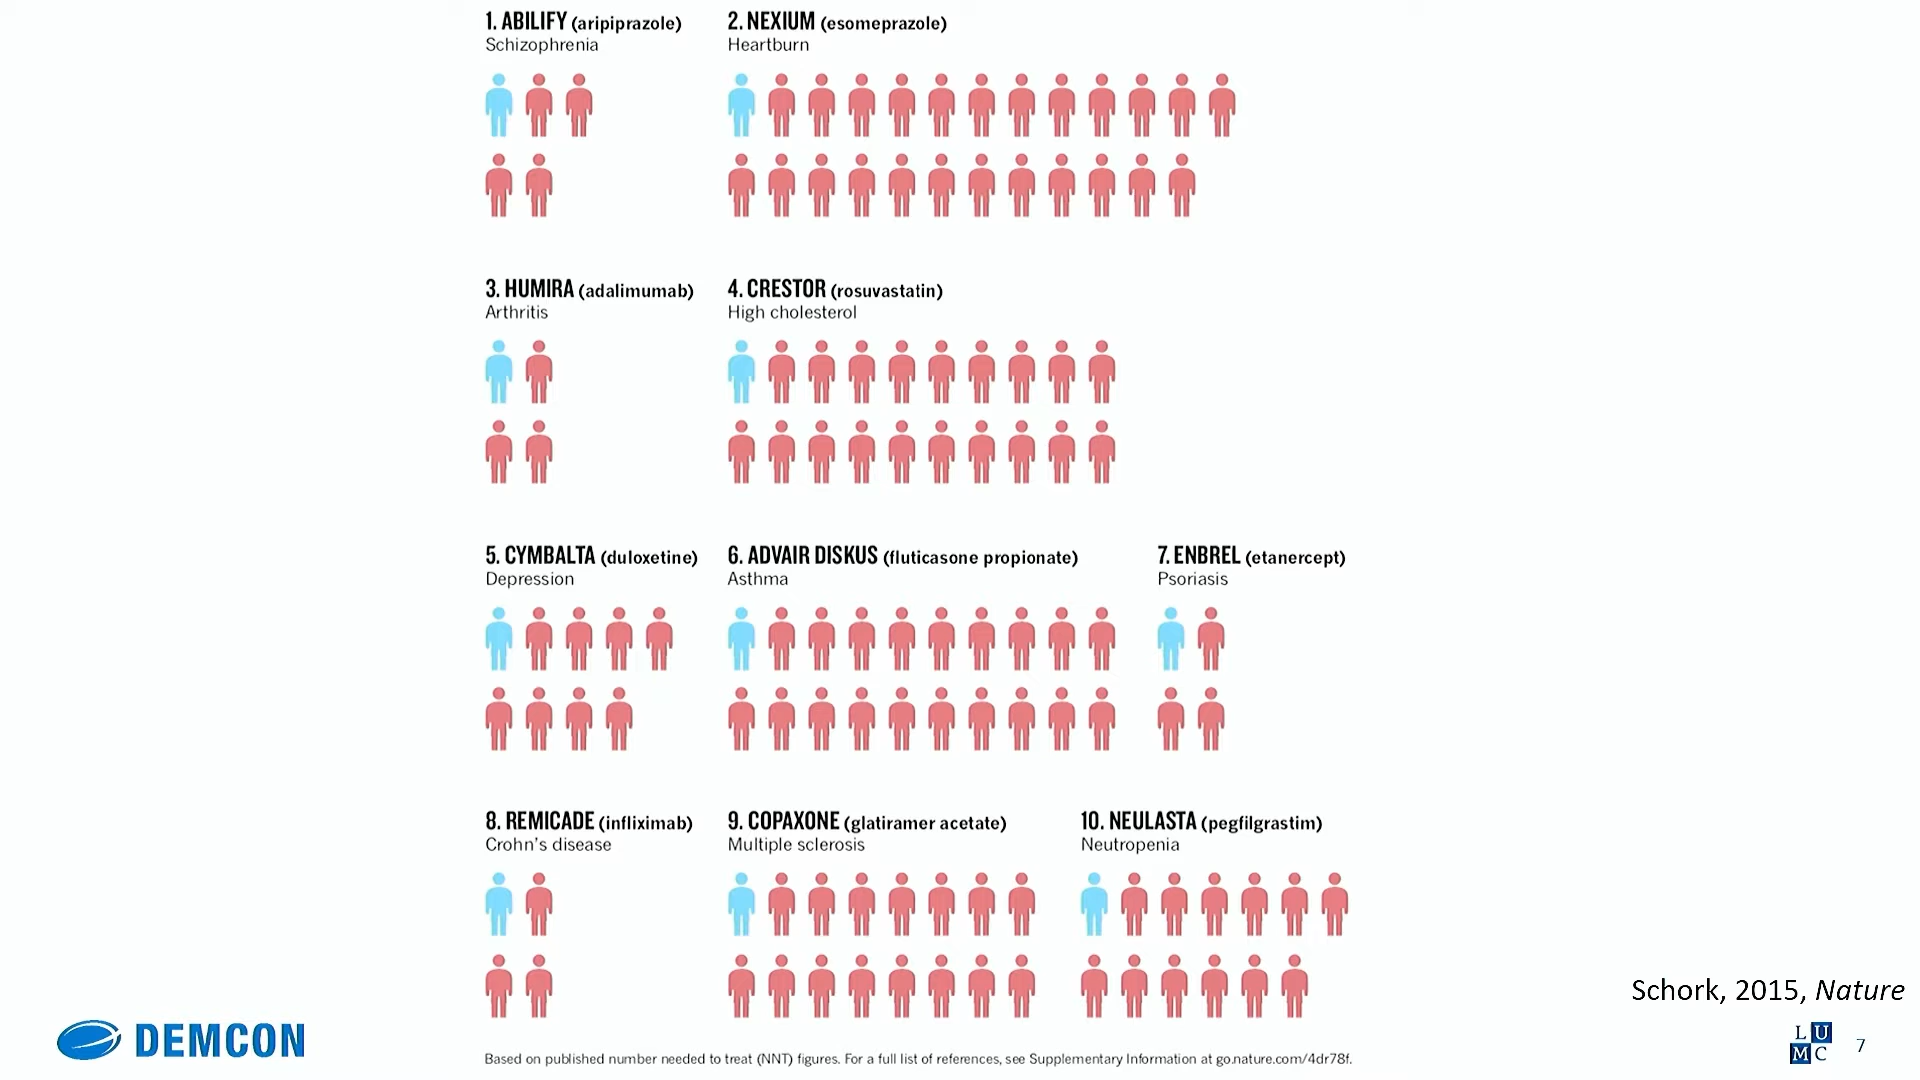 1. ABILIFY (aripiprazole)
Schizophrenia
2. NEXIUM (esomeprazole)
Heartburn
3. HUMIRA (adalimumab)
Arthritis
4. CRESTOR (rosuvastatin)
High cholesterol
5. CYMBALTA (duloxetine)
Depression
6. ADVAIR DISKUS (fluticasone propionate)
Asthma
7. ENBREL (etanercept)
Psoriasis
8. REMICADE (infliximab)
Crohn’s disease
9. COPAXONE (glatiramer acetate)
Multiple sclerosis
10. NEULASTA (pegfilgrastim)
Neutropenia
Schork, 2015, Nature
DEMCON
Based on published number needed to treat (NNT) figures. For a full list of references, see Supplementary Information at go.nature.com/4dr78f.
LU
MC
7